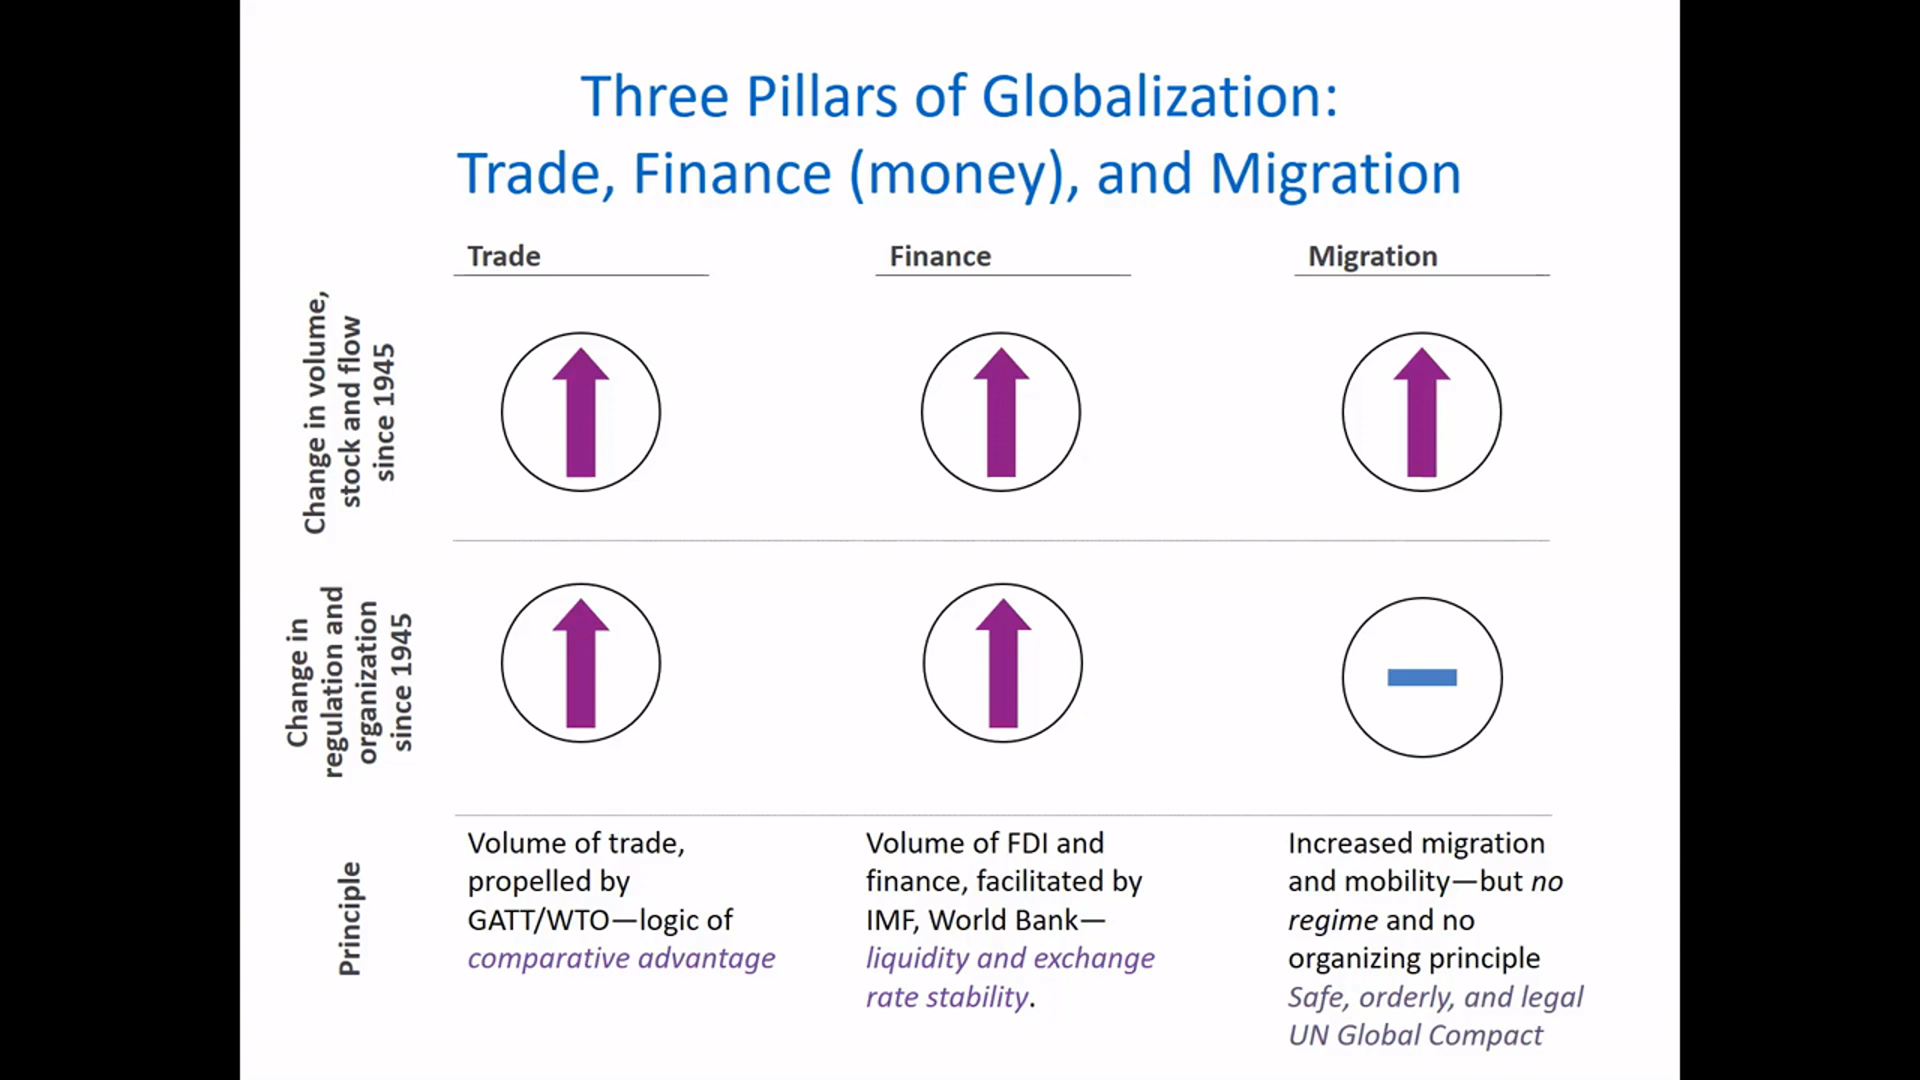 Three Pillars of Globalization:
Trade, Finance (money), and Migration
Trade
Finance
Migration
Change in volume,
stock and flow
since 1945
Change in
regulation and
organization
since 1945
Principle
Volume of trade,
propelled by
GATT/WTO—logic of
comparative advantage
Volume of FDI and
finance, facilitated by
IMF, World Bank—
liquidity and exchange
rate stability.
Increased migration
and mobility—but no
regime and no
organizing principle
Safe, orderly, and legal
UN Global Compact